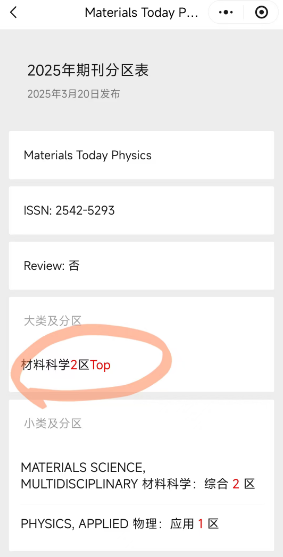 Materials Today P...
2025年期刊分区表
2025年3月20日发布
Materials Today Physics
ISSN: 2542-5293
Review: 否
大类及分区
材料科学2区Top
小类及分区
MATERIALS SCIENCE,
MULTIDISCIPLINARY 材料科学：综合 2 区
PHYSICS, APPLIED 物理：应用 1 区